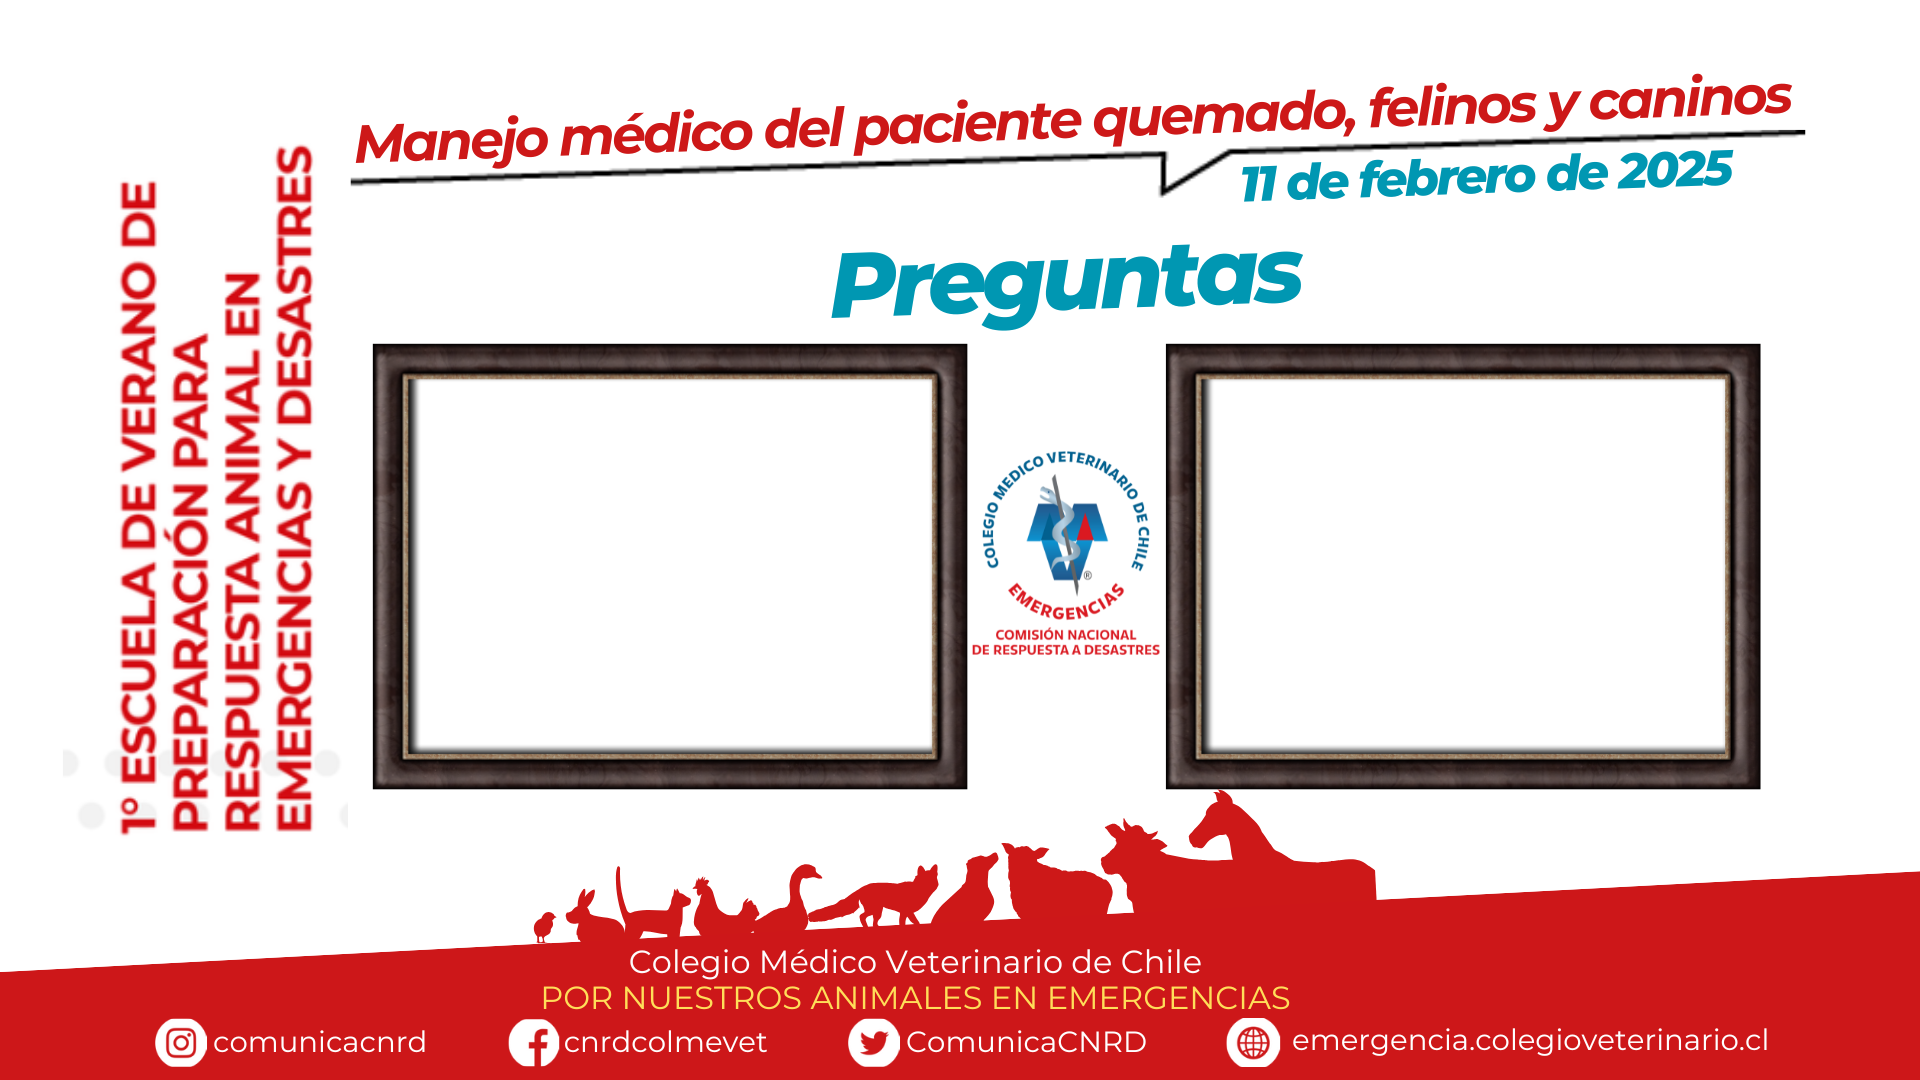 1° ESCUELA DE VERANO DE
PREPARACIÓN PARA
RESPUESTA ANIMAL EN
EMERGENCIAS Y DESASTRES
Manejo médico del paciente quemado, felinos y caninos
11 de febrero de 2025
Preguntas
COLEGIO MEDICO VETERINARIO DE CHILE
®
EMERGENCIAS
COMISIÓN NACIONAL
DE RESPUESTA A DESASTRES
Colegio Médico Veterinario de Chile
POR NUESTROS ANIMALES EN EMERGENCIAS
comunicacnrd
cnrdcolmevet
ComunicaCNRD
emergencia.colegioveterinario.cl